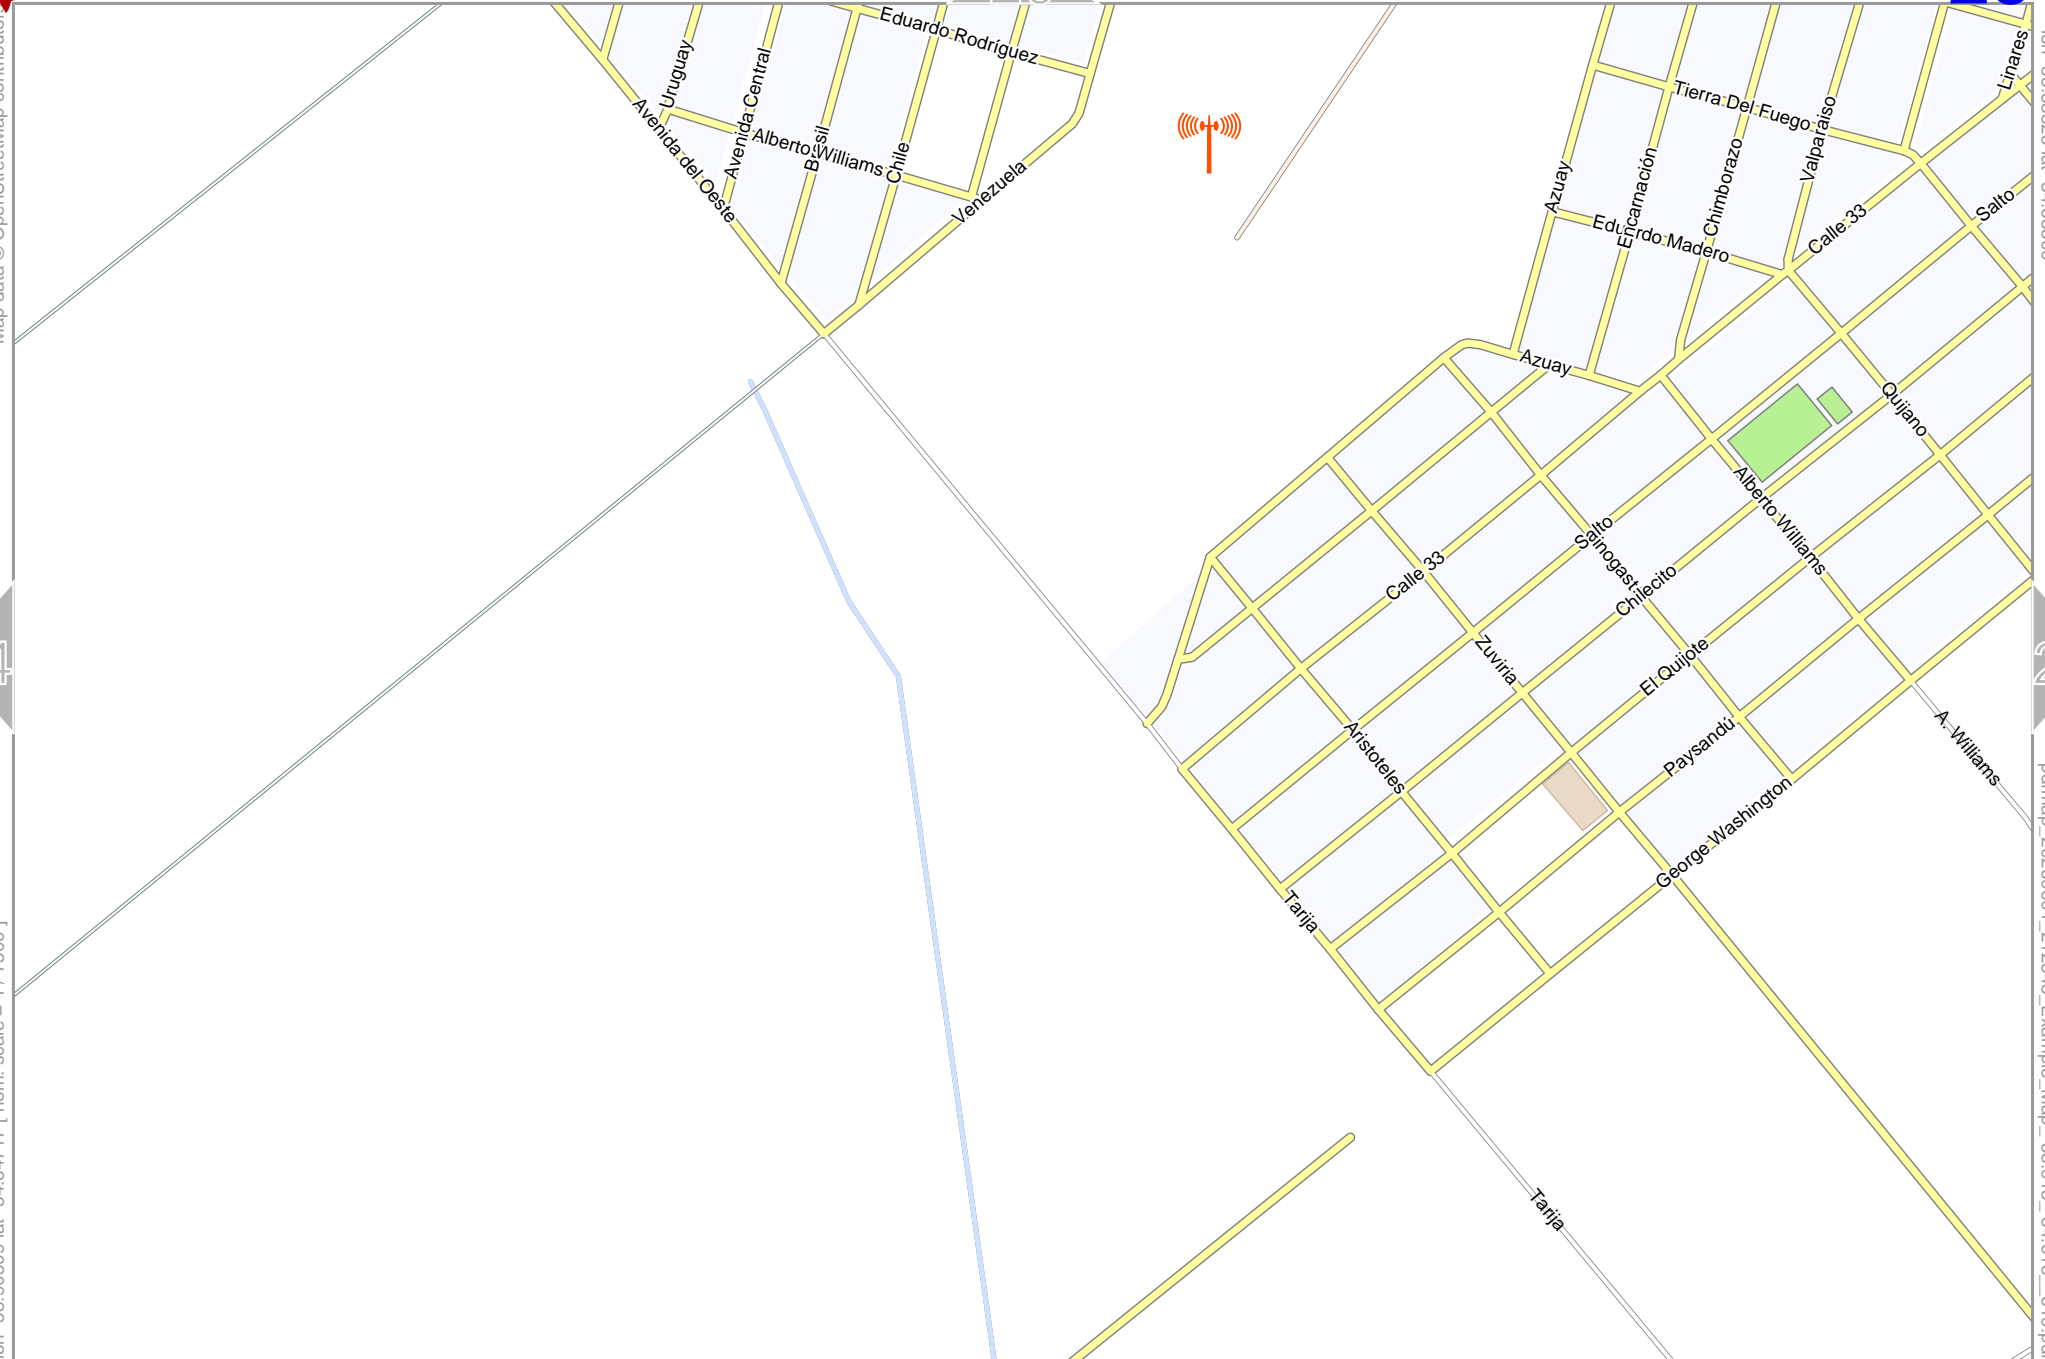 Eduardo Rodríguez
Uruguay
Avenida Central
Avenida del Oeste
Alberto Williams
Brasil
Chile
Venezuela
Linares
Tierra Del Fuego
Valparaiso
Azuay
Encarnación
Chimborazo
Eduardo Madero
Calle 33
Salto
Azuay
Quijano
Alberto Williams
Salto
Calle 33
Chilecito
Zuviria
El Quijote
Aristoteles
Paysandú
A. Williams
George Washington
Tarija
Tarija